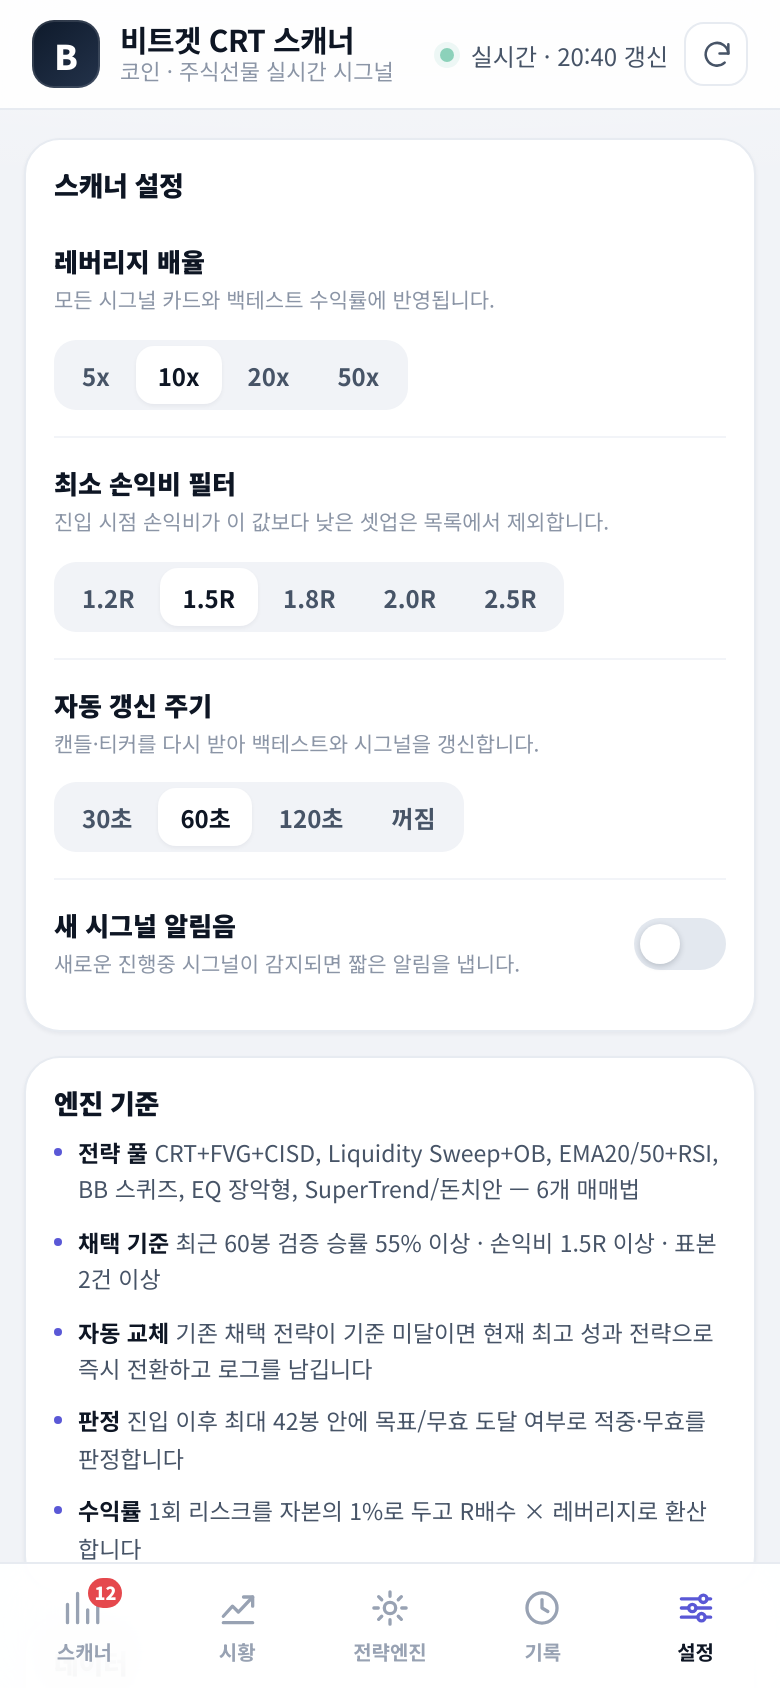 B
비트겟 CRT 스캐너
코인 · 주식선물 실시간 시그널
실시간 · 20:40 갱신
스캐너 설정
레버리지 배율
모든 시그널 카드와 백테스트 수익률에 반영됩니다.
5x 10x 20x 50x
최소 손익비 필터
진입 시점 손익비가 이 값보다 낮은 셋업은 목록에서 제외합니다.
1.2R 1.5R 1.8R 2.0R 2.5R
자동 갱신 주기
캔들·티커를 다시 받아 백테스트와 시그널을 갱신합니다.
30초 60초 120초 꺼짐
새 시그널 알림음
새로운 진행중 시그널이 감지되면 짧은 알림을 냅니다.
엔진 기준
전략 풀 CRT+FVG+CISD, Liquidity Sweep+OB, EMA20/50+RSI,
BB 스퀴즈, EQ 장악형, SuperTrend/돈치안 — 6개 매매법
채택 기준 최근 60봉 검증 승률 55% 이상 · 손익비 1.5R 이상 · 표본
2건 이상
자동 교체 기존 채택 전략이 기준 미달이면 현재 최고 성과 전략으로
즉시 전환하고 로그를 남깁니다
판정 진입 이후 최대 42봉 안에 목표/무효 도달 여부로 적중·무효를
판정합니다
수익률 1회 리스크를 자본의 1%로 두고 R배수 × 레버리지로 환산
합니다
12
스캐너 시황 전략엔진 기록 설정